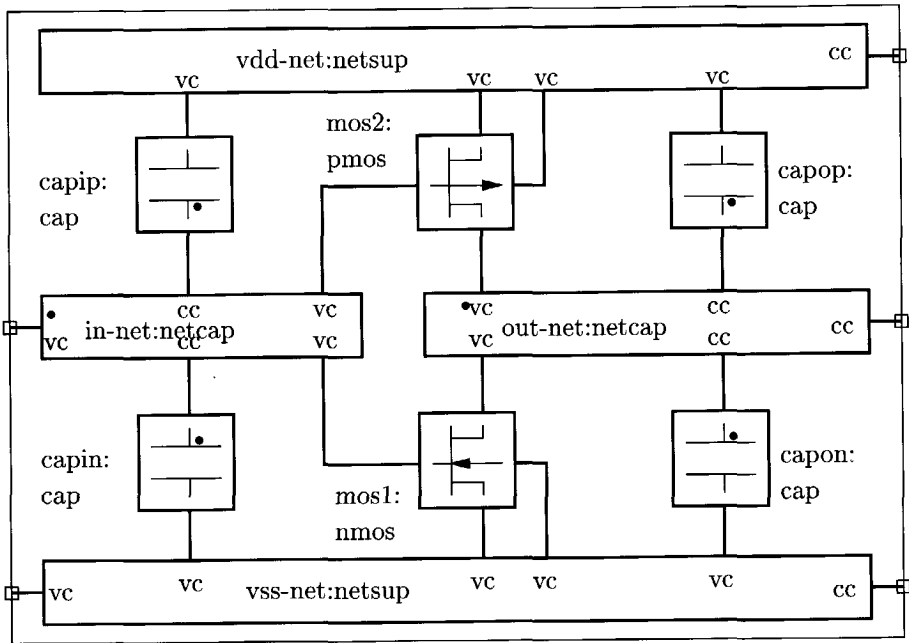 vdd-net:netsup
cc
vc
vc
vc
vc
mos2:
pmos
capip:
cap
capop:
cap
cc
vc
vc
cc
in-net:netcap
out-net:netcap
cc
vc
cc
vc
vc
cc
capin:
cap
mos1:
nmos
capon:
cap
vc
vc
vss-net:netsup
vc
vc
vc
cc